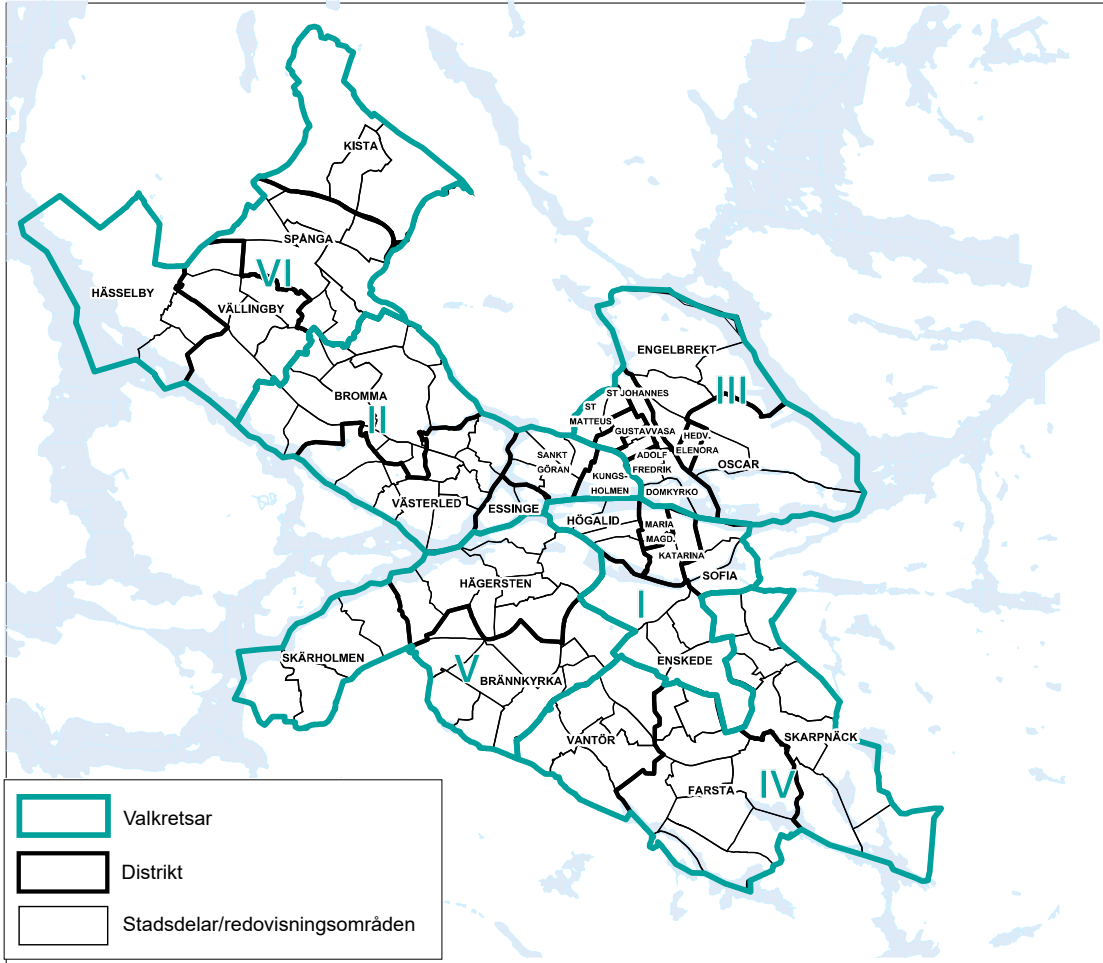 KISTA
SPÅNGA
VI
HÄSSELBY
VÄLLINGBY
ENGELBREKT
III
BROMMA
II
ST JOHANNES
ST
MATTEUS
GUSTAVVASA
HEDV.
ELENORA
ADOLF
FREDRIK
OSCAR
SANKT
GÖRAN
KUNGS-
HOLMEN
DOMKYRKO
VÄSTERLED
ESSINGE
HÖGALID
MARIA
MAGD.
KATARINA
SOFIA
HÄGERSTEN
I
SKÄRHOLMEN
V
BRÄNNKYRKA
ENSKEDE
VANTÖR
SKARPNÄCK
FARSTA
IV
Valkretsar
Distrikt
Stadsdelar/redovisningsområden